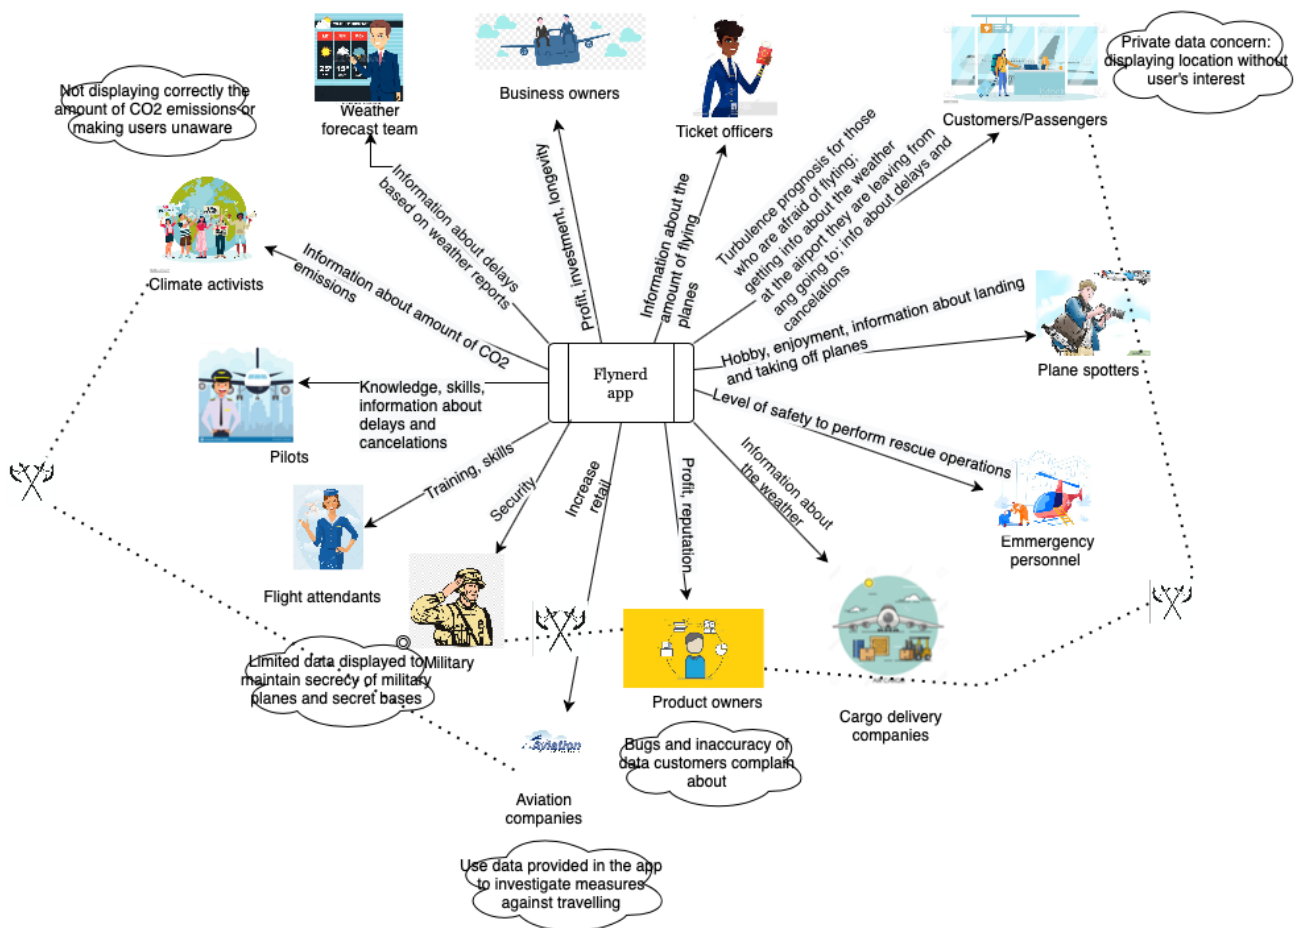 Not displaying correctly the
amount of CO2 emissions or
making users unaware
Weather
forecast team
Business owners
Ticket officers
Customers/Passengers
Private data concern:
displaying location without
user's interest
Climate activists
Information about delays
based on weather reports
Profit, investment, longevity
Information about the
amount of flying
planes
Turbulence prognosis for those
who are afraid of flyting;
getting info about the weather
at the airport they are leaving from
ang going to; info about delays and
cancelations
Information about amount of CO2
emissions
Hobby, enjoyment, information about landing
and taking off planes
Plane spotters
Flynerd
app
Pilots
Knowledge, skills,
information about
delays and
cancelations
Level of safety to perform rescue operations
Emmergency
personnel
Training, skills
Security
Increase
retail
Profit, reputation
Information about
the weather
Flight attendants
Military
Limited data displayed to
maintain secrecy of military
planes and secret bases
Product owners
Cargo delivery
companies
Bugs and inaccuracy of
data customers complain
about
Aviation
Aviation
companies
Use data provided in the app
to investigate measures
against travelling